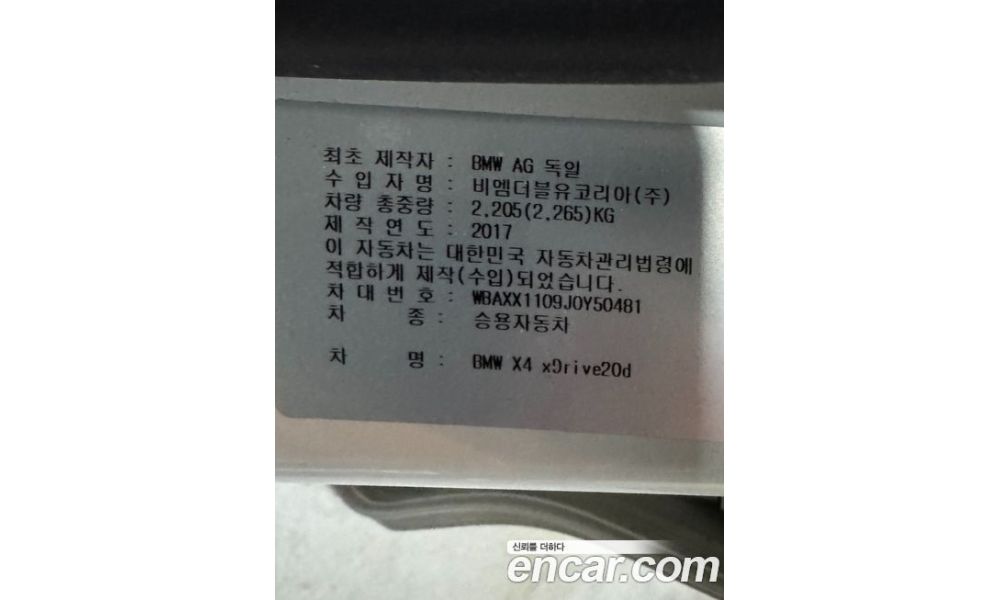 최초 제작자 : BMW AG 독일
수 입 자 명 : 비엠더블유코리아(주)
차량 총중량 : 2,205(2,265)KG
제 작 연 도 : 2017
이 자동차는 대한민국 자동차관리법령에
적합하게 제작(수입)되었습니다.
차 대 번 호 : WBAXX1109J0Y50481
차 종 : 승용자동차
차 명 : BMW X4 xDrive20d
신뢰를 더하다
encar.com